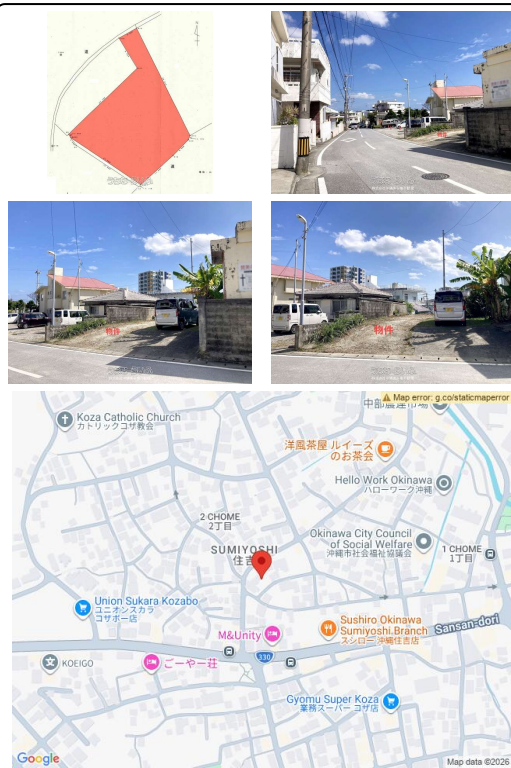 物件
物件
物件
Map error: g.co/staticmaperror
中部農連市場
Koza Catholic Church
カトリックコザ教会
洋風茶屋 ルイーズ
のお茶会
Hello Work Okinawa
ハローワーク沖縄
2 CHOME
2丁目
Okinawa City Council
of Social Welfare
沖縄市社会福祉協議会
1 CHOME
1丁目
SUMIYOSHI
住吉
Union Sukara Kozabo
ユニオンスカラ
コザボー店
Sushiro Okinawa
Sumiyoshi Branch
スシロー 沖縄住吉店
Sansan-dori
M&Unity
KOEIGO
ごーやー荘
330
Gyomu Super Koza
業務スーパー コザ店
Google
Map data ©2026